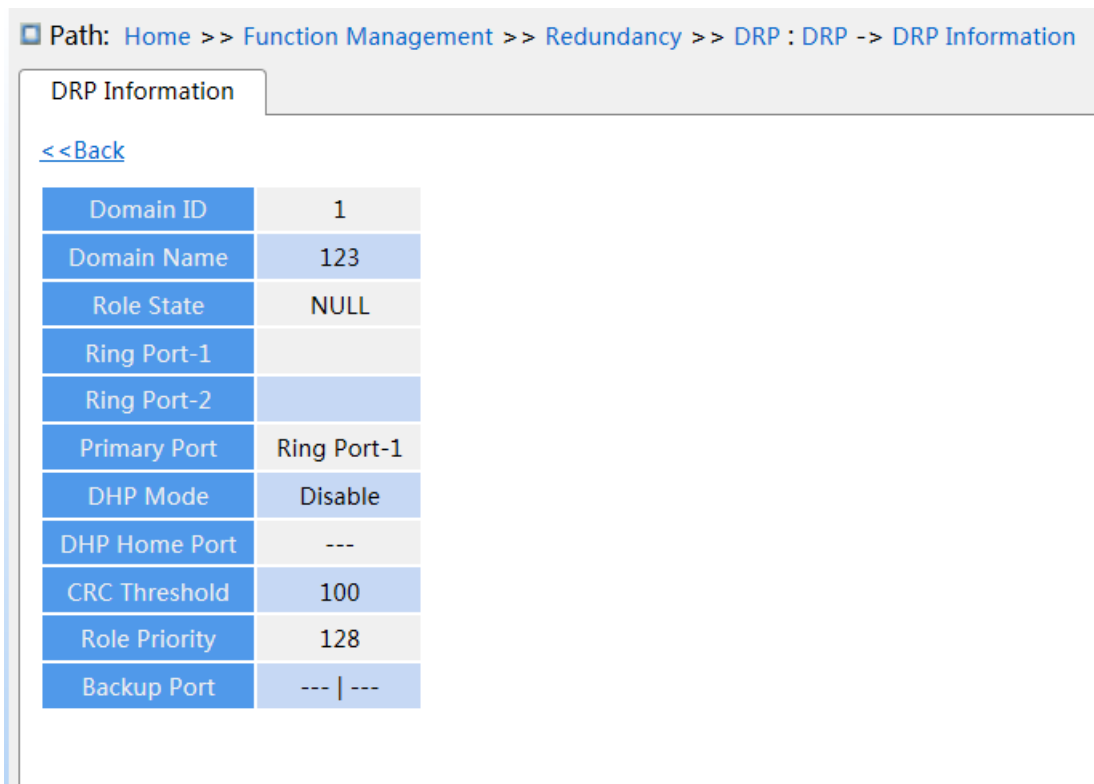 Path: Home >> Function Management >> Redundancy >> DRP : DRP -> DRP Information
DRP Information
<<Back
Domain ID 1
Domain Name 123
Role State NULL
Ring Port-1
Ring Port-2
Primary Port Ring Port-1
DHP Mode Disable
DHP Home Port ---
CRC Threshold 100
Role Priority 128
Backup Port --- | ---